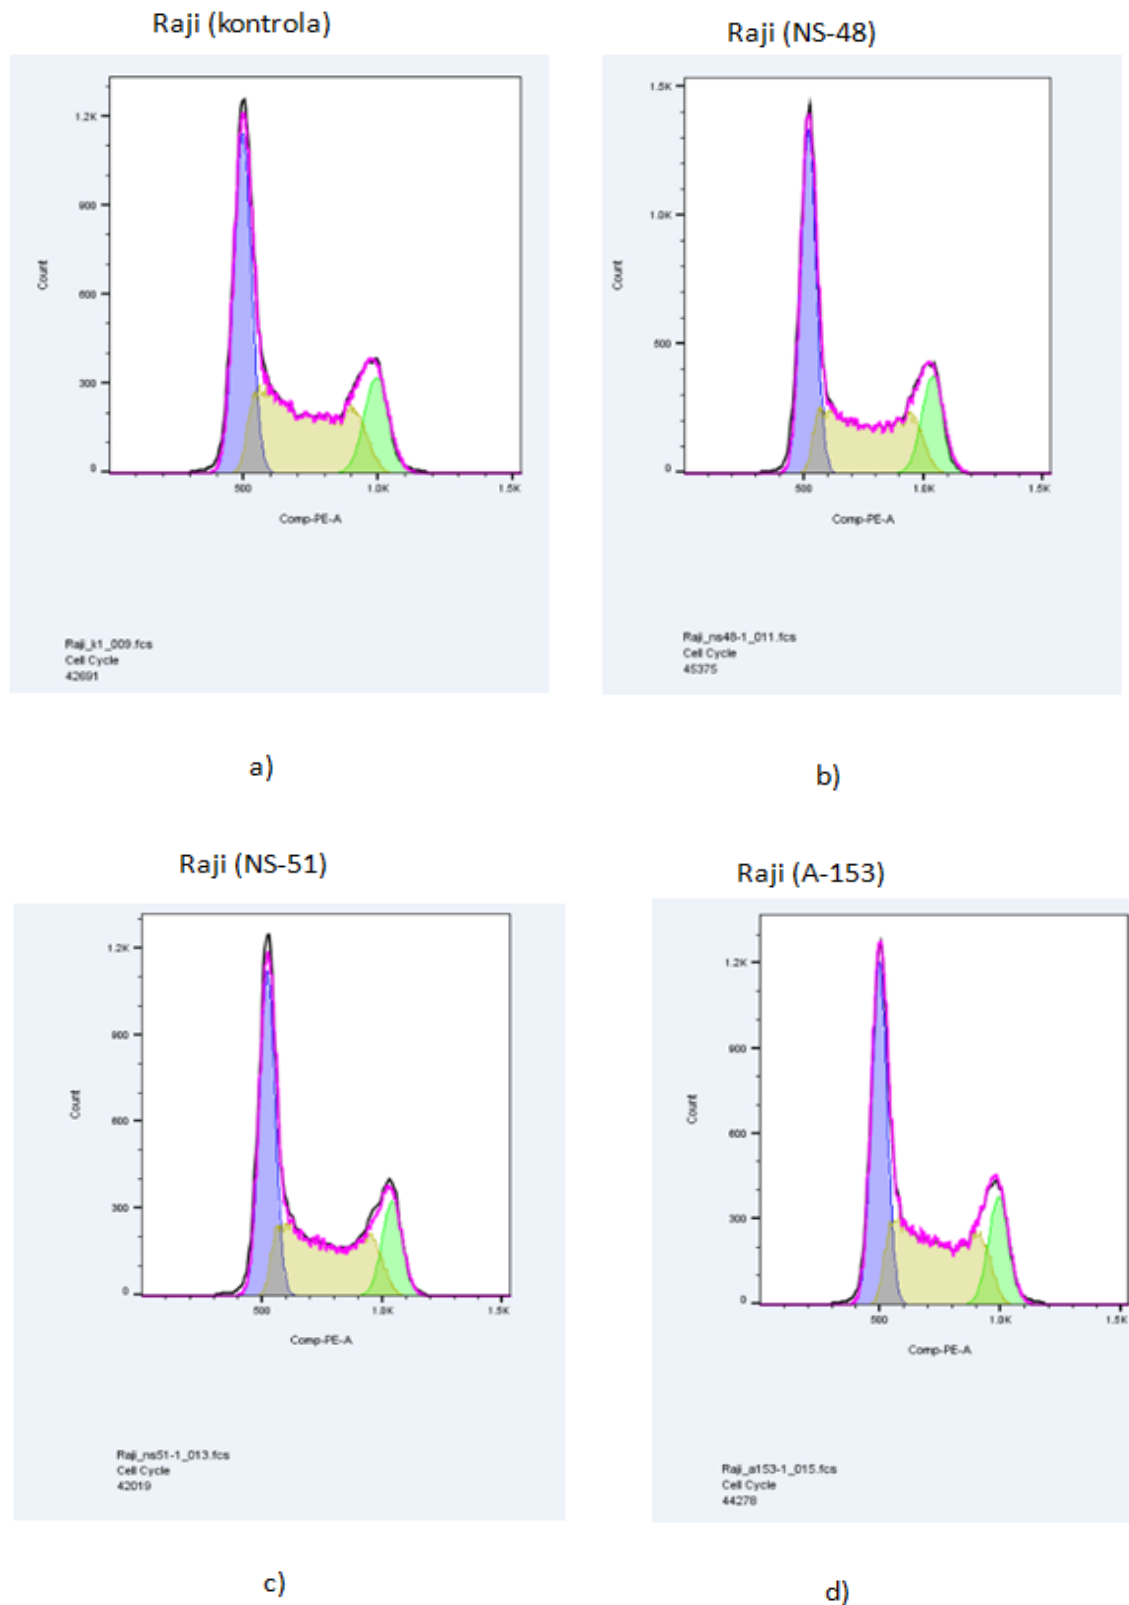 Raji (kontrola)
1.2K
900
600
300
0
Count
500
1.0K
1.5K
Comp-PE-A
Raji_k1_009.fcs
Cell Cycle
42691
a)
Raji (NS-48)
1.5K
1.0K
500
0
Count
500
1.0K
1.5K
Comp-PE-A
Raji_ns48-1_011.fcs
Cell Cycle
45375
b)
Raji (NS-51)
1.2K
900
600
300
0
Count
500
1.0K
1.5K
Comp-PE-A
Raji_ns51-1_013.fcs
Cell Cycle
42019
c)
Raji (A-153)
1.2K
900
600
300
0
Count
500
1.0K
1.5K
Comp-PE-A
Raji_a153-1_015.fcs
Cell Cycle
44278
d)